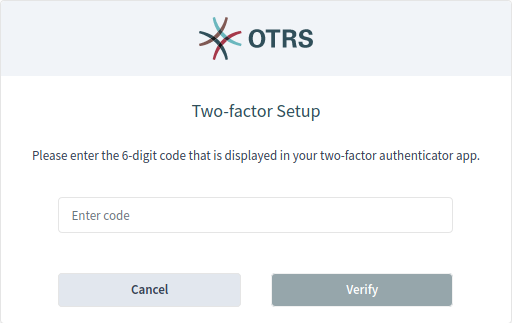 OTRS
Two-factor Setup
Please enter the 6-digit code that is displayed in your two-factor authenticator app.
Enter code
Cancel
Verify